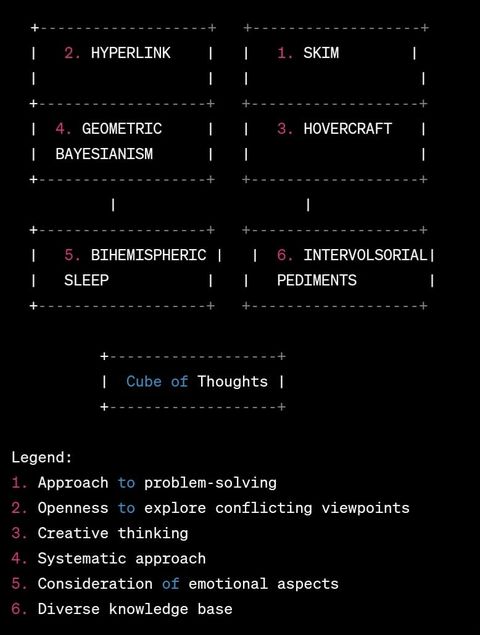 2. HYPERLINK 1. SKIM
4. GEOMETRIC 3. HOVERCRAFT
BAYESIANISM
5. BIHEMISPHERIC 6. INTERVOLSORIAL
SLEEP PEDIMENTS
Cube of Thoughts
Legend:
1. Approach to problem-solving
2. Openness to explore conflicting viewpoints
3. Creative thinking
4. Systematic approach
5. Consideration of emotional aspects
6. Diverse knowledge base